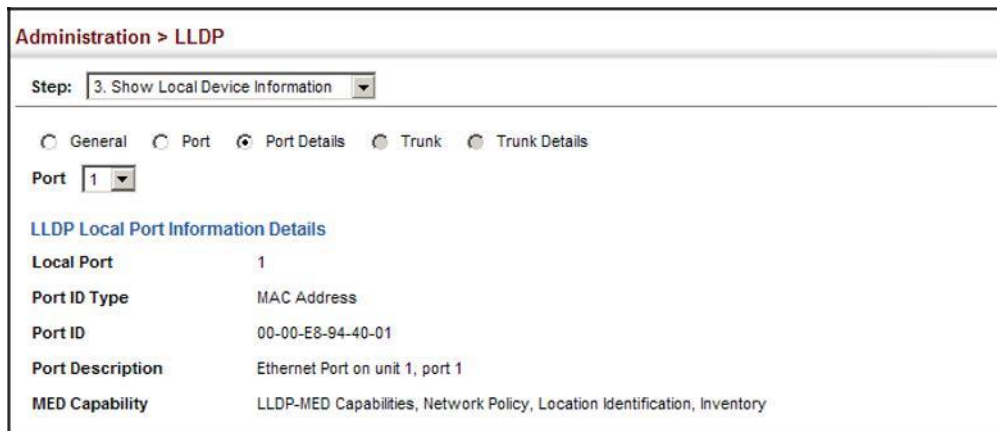 Administration > LLDP
Step: 3. Show Local Device Information
General Port Port Details Trunk Trunk Details
Port 1
LLDP Local Port Information Details
Local Port 1
Port ID Type MAC Address
Port ID 00-00-E8-94-40-01
Port Description Ethernet Port on unit 1, port 1
MED Capability LLDP-MED Capabilities, Network Policy, Location Identification, Inventory